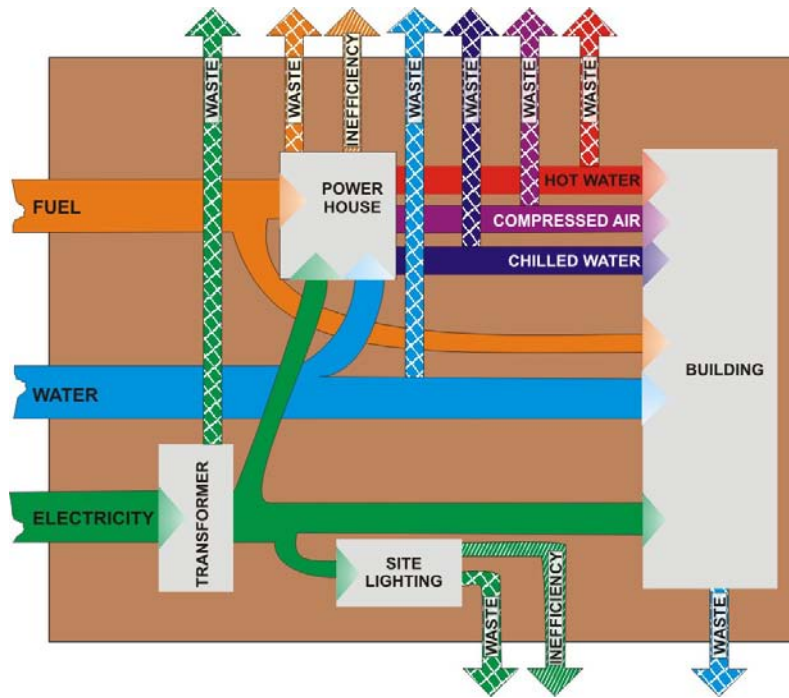 WASTE
WASTE
INEFFICIENCY
WASTE
WASTE
WASTE
WASTE
FUEL
POWER
HOUSE
HOT WATER
COMPRESSED AIR
CHILLED WATER
BUILDING
WATER
ELECTRICITY
TRANSFORMER
SITE
LIGHTING
WASTE
INEFFICIENCY
WASTE